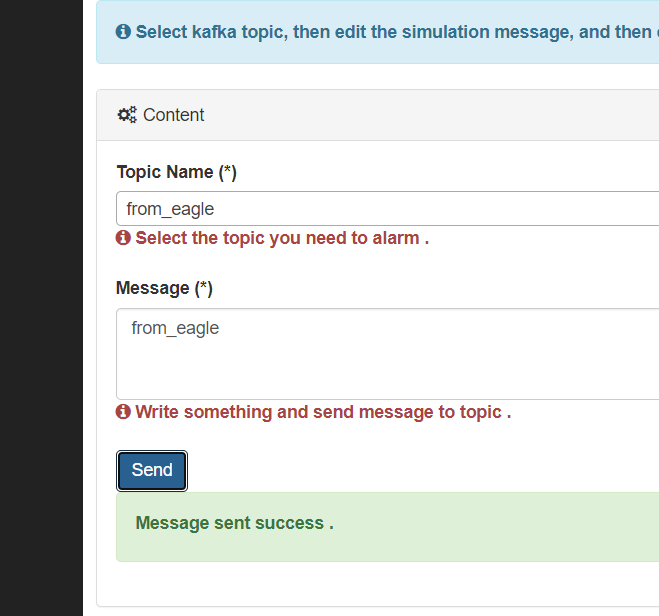 Select kafka topic, then edit the simulation message, and then
Content
Topic Name (*)
from_eagle
Select the topic you need to alarm .
Message (*)
from_eagle
Write something and send message to topic .
Send
Message sent success .